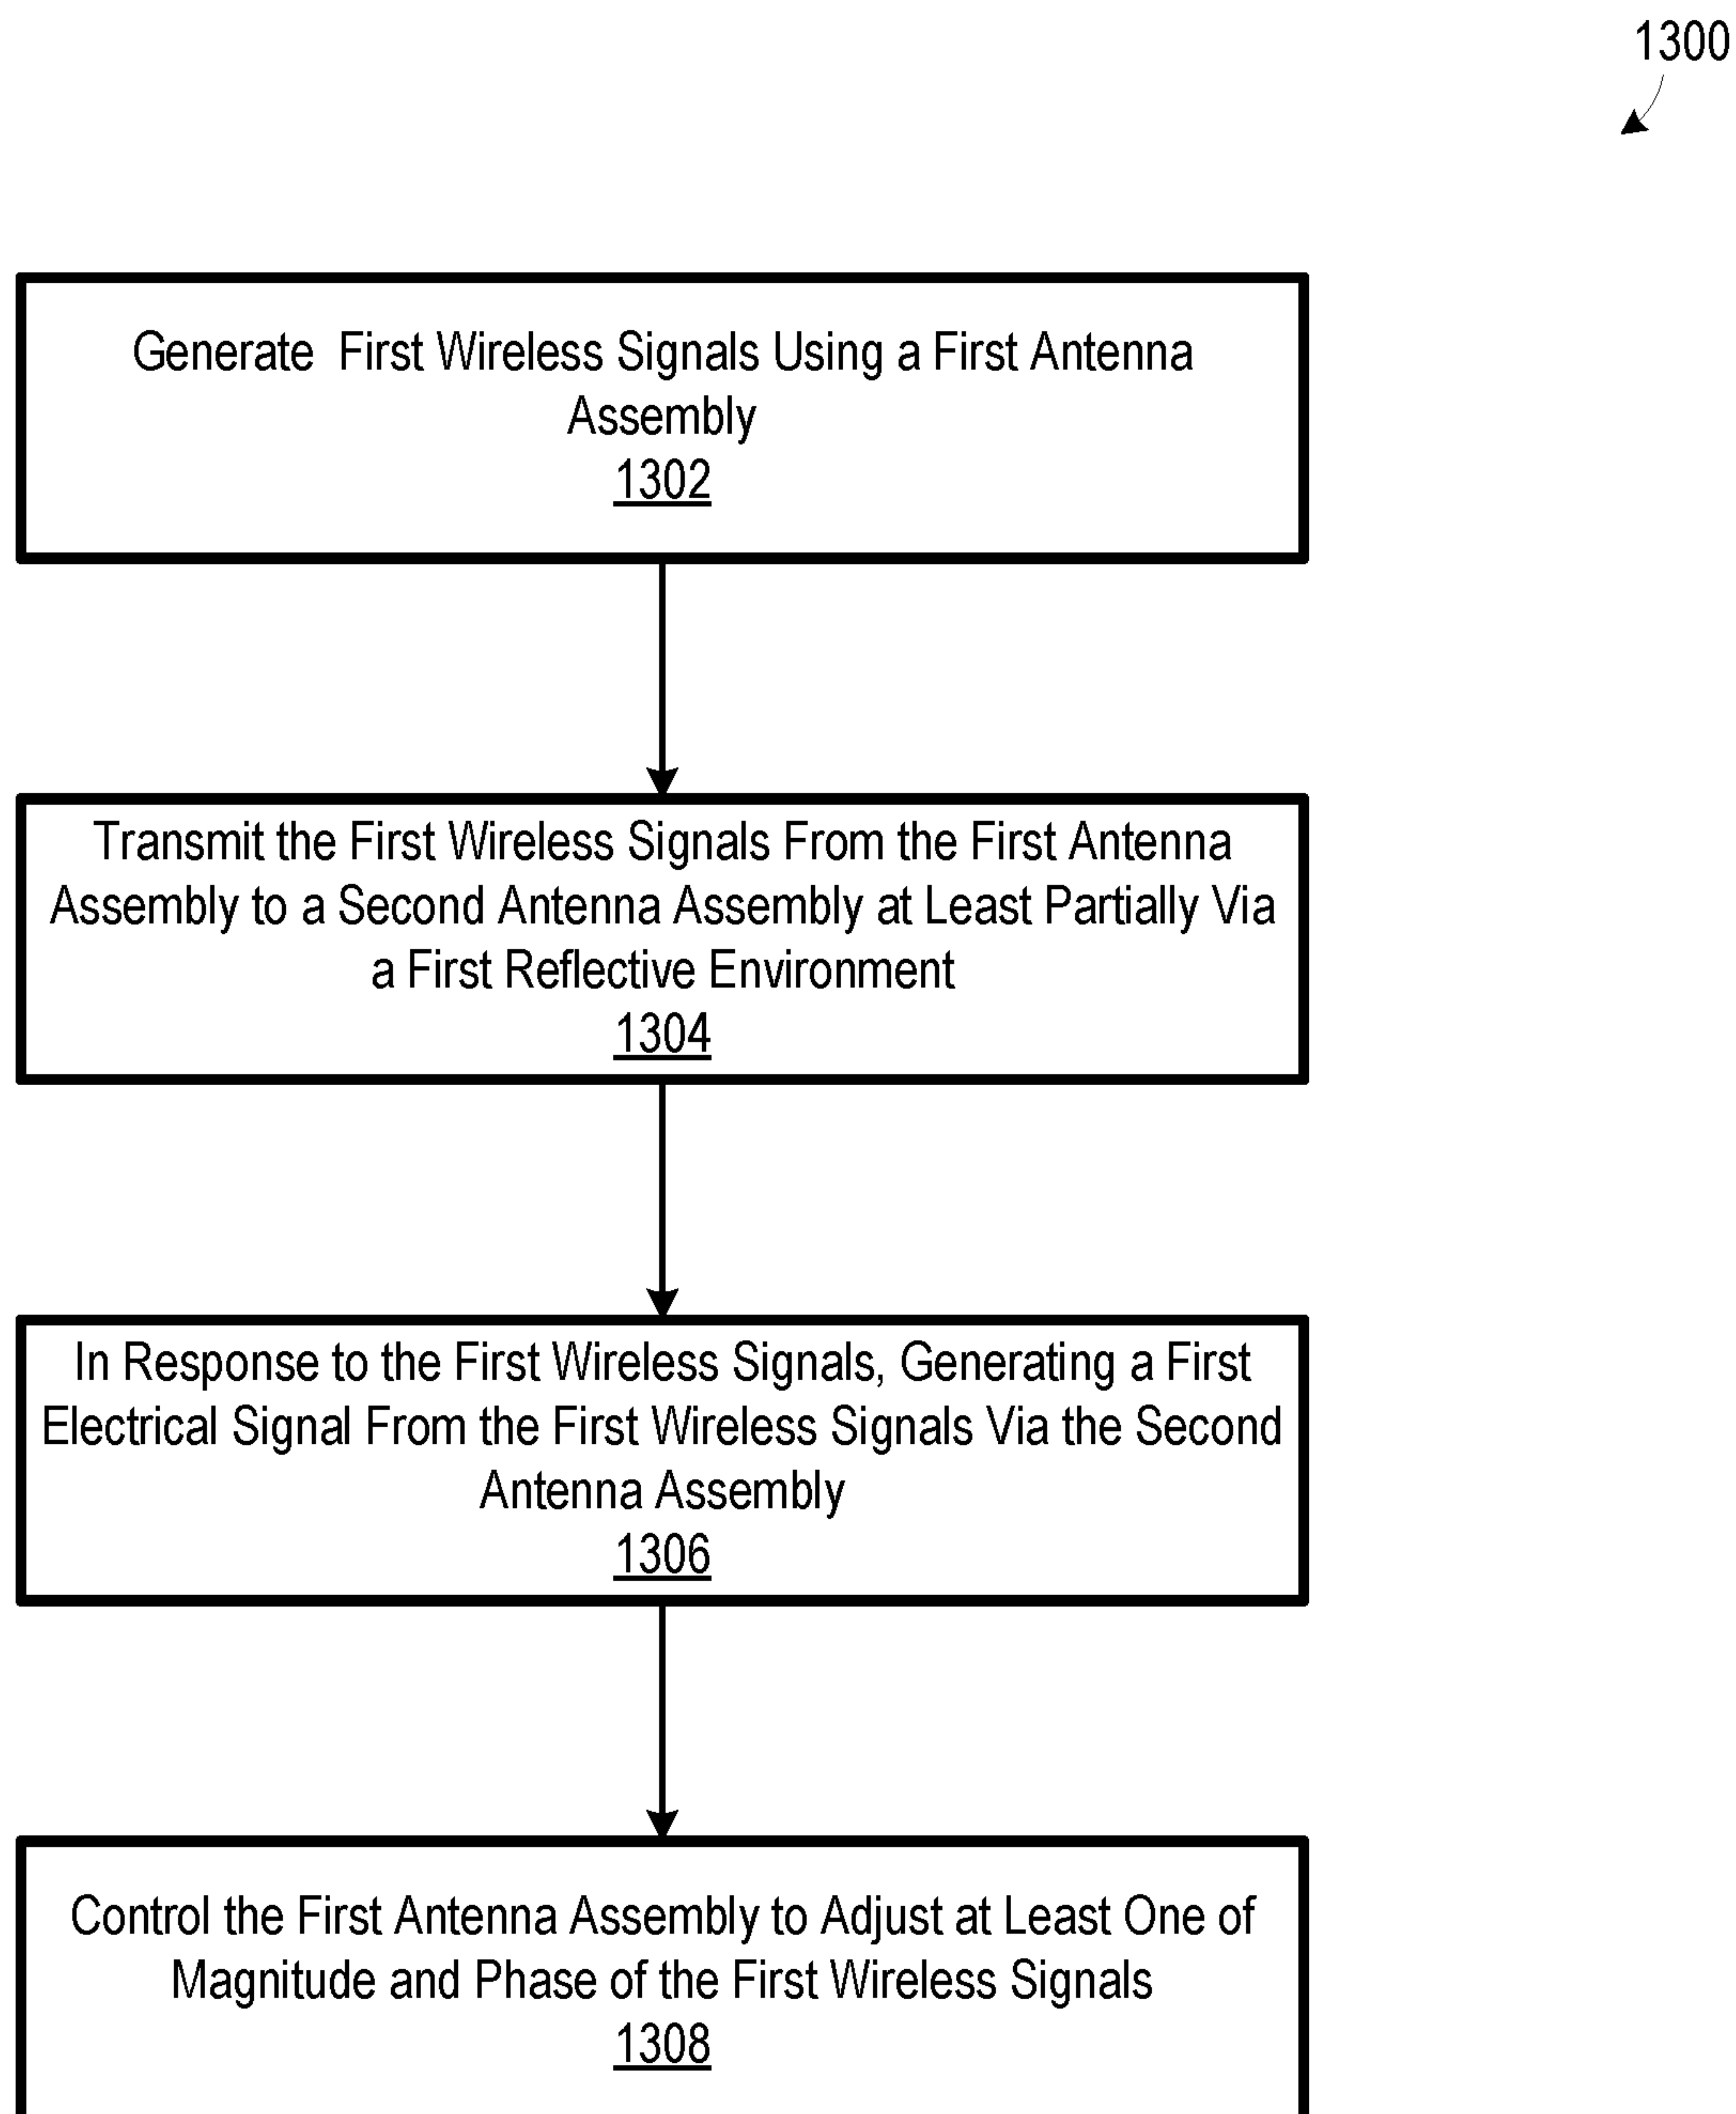 1300
Generate First Wireless Signals Using a First Antenna
Assembly
1302
Transmit the First Wireless Signals From the First Antenna
Assembly to a Second Antenna Assembly at Least Partially Via
a First Reflective Environment
1304
In Response to the First Wireless Signals, Generating a First
Electrical Signal From the First Wireless Signals Via the Second
Antenna Assembly
1306
Control the First Antenna Assembly to Adjust at Least One of
Magnitude and Phase of the First Wireless Signals
1308